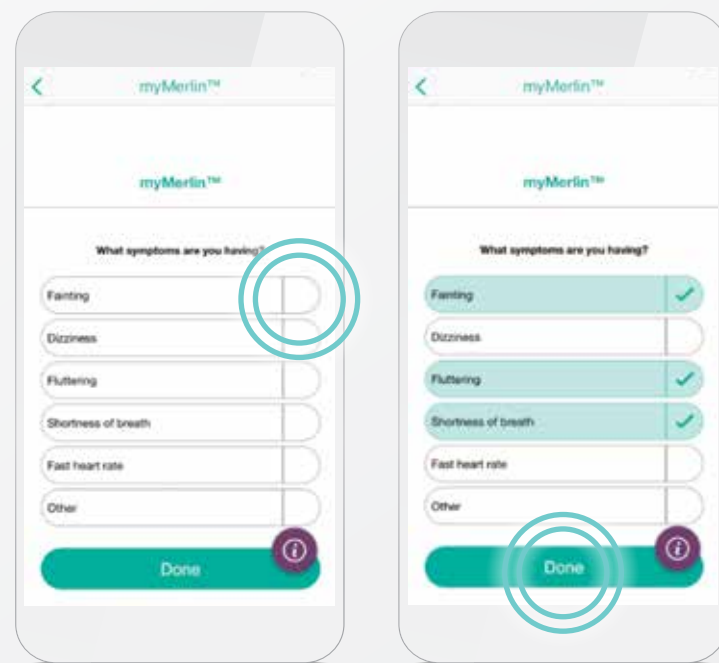 myMerlin™
myMerlin™
What symptoms are you having?
Fainting
Dizziness
Fluttering
Shortness of breath
Fast heart rate
Other
i
Done
myMerlin™
myMerlin™
What symptoms are you having?
Fainting
Dizziness
Fluttering
Shortness of breath
Fast heart rate
Other
i
Done